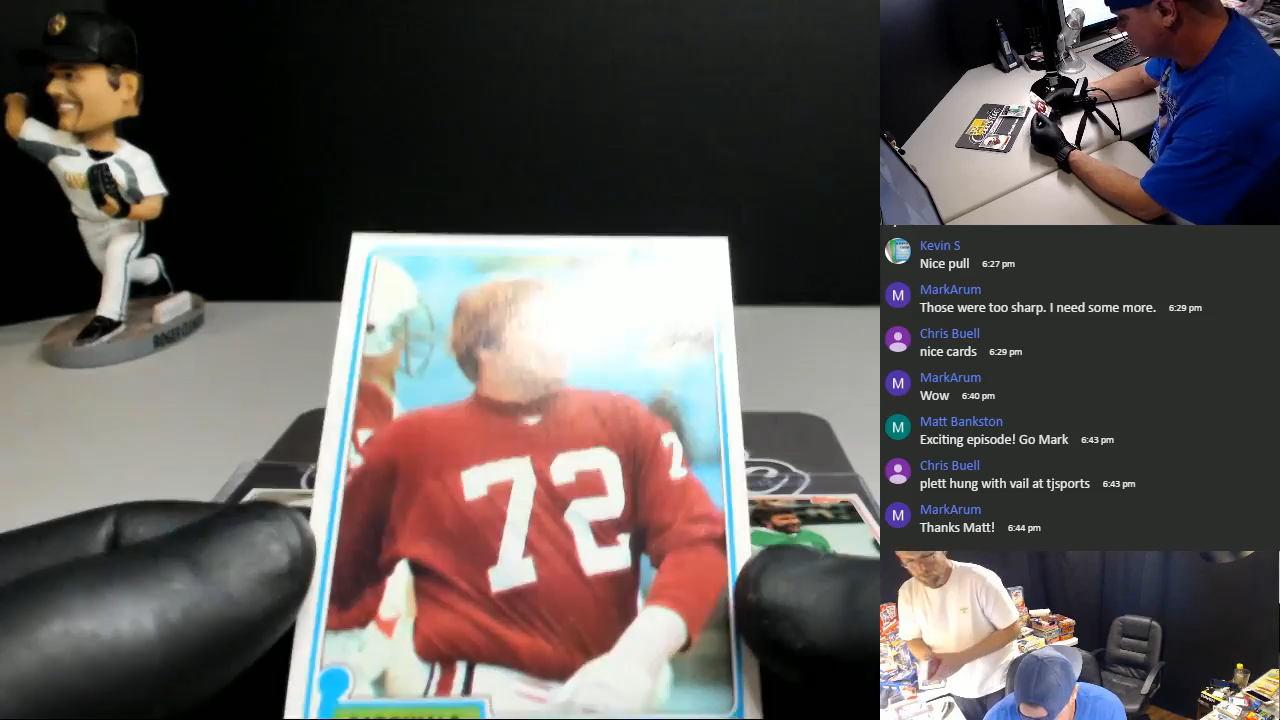 72
7
Kevin S
Nice pull 6:27 pm
M
MarkArum
Those were too sharp. I need some more. 6:29 pm
Chris Buell
nice cards 6:29 pm
M
MarkArum
Wow 6:40 pm
M
Matt Bankston
Exciting episode! Go Mark 6:43 pm
Chris Buell
plett hung with vail at tjsports 6:43 pm
M
MarkArum
Thanks Matt! 6:44 pm